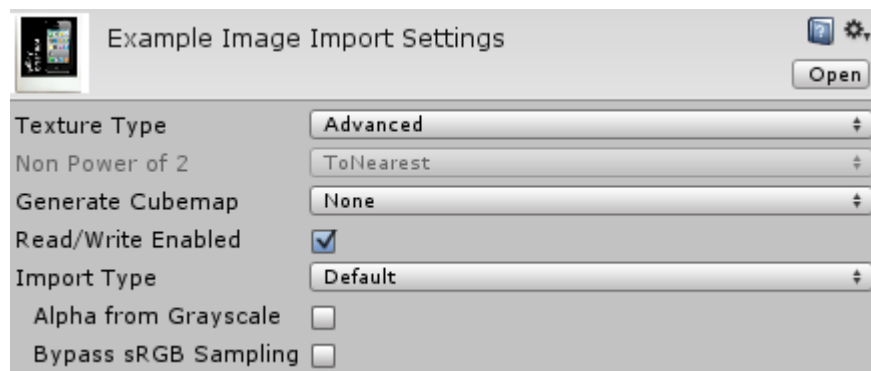 Example Image Import Settings
Open
Texture Type Advanced
Non Power of 2 ToNearest
Generate Cubemap None
Read/Write Enabled
Import Type Default
Alpha from Grayscale
Bypass sRGB Sampling